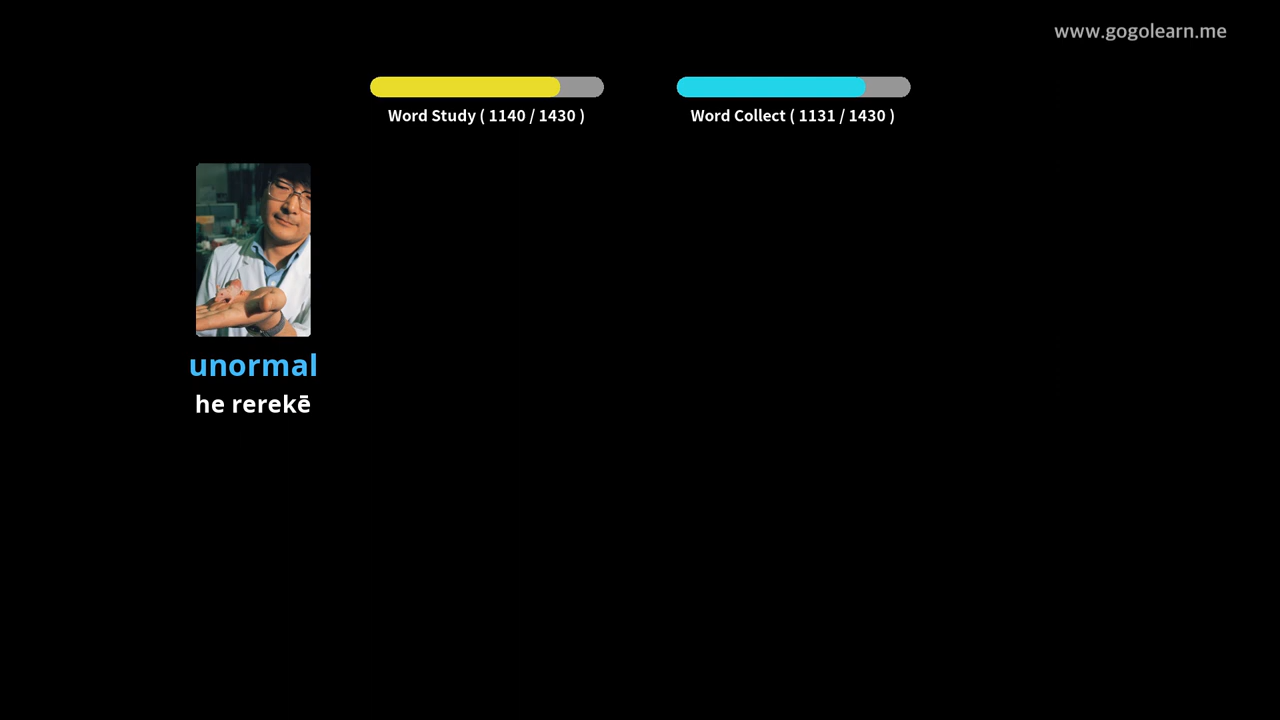 www.gogolearn.me
Word Study ( 1140 / 1430 )
Word Collect ( 1131 / 1430 )
unormal
he rerekē